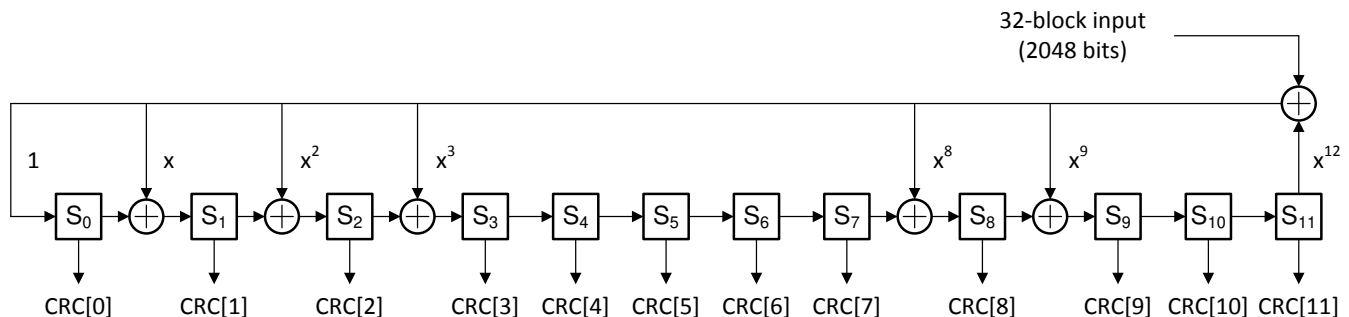 32-block input
(2048 bits)
1 x x² x³ x⁸ x⁹ x¹²
S₀ S₁ S₂ S₃ S₄ S₅ S₆ S₇ S₈ S₉ S₁₀ S₁₁
CRC[0] CRC[1] CRC[2] CRC[3] CRC[4] CRC[5] CRC[6] CRC[7] CRC[8] CRC[9] CRC[10] CRC[11]